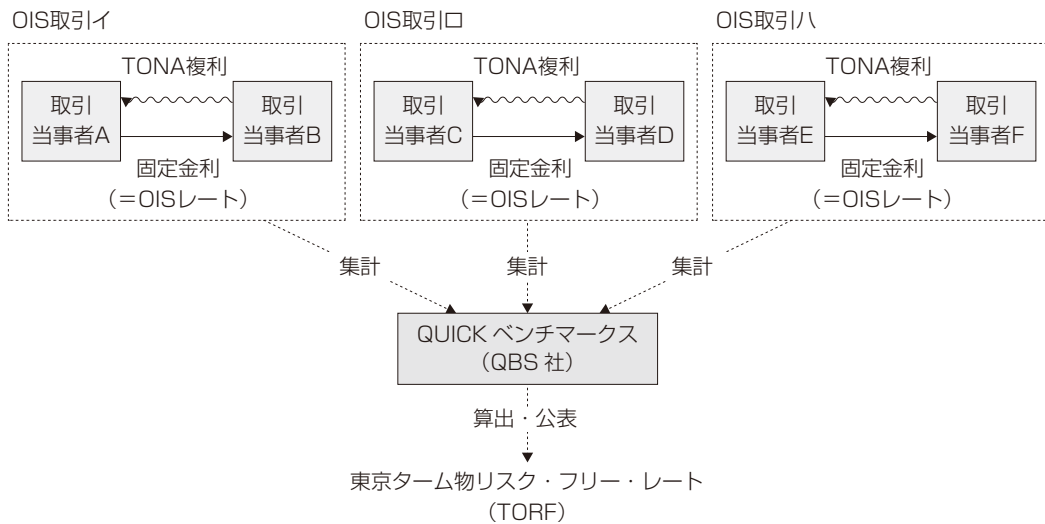 OIS取引イ
TONA複利
取引
当事者A
取引
当事者B
固定金利
（＝OISレート）
OIS取引ロ
TONA複利
取引
当事者C
取引
当事者D
固定金利
（＝OISレート）
OIS取引ハ
TONA複利
取引
当事者E
取引
当事者F
固定金利
（＝OISレート）
集計
集計
集計
QUICK ベンチマークス
（QBS 社）
算出・公表
東京ターム物リスク・フリー・レート
（TORF）